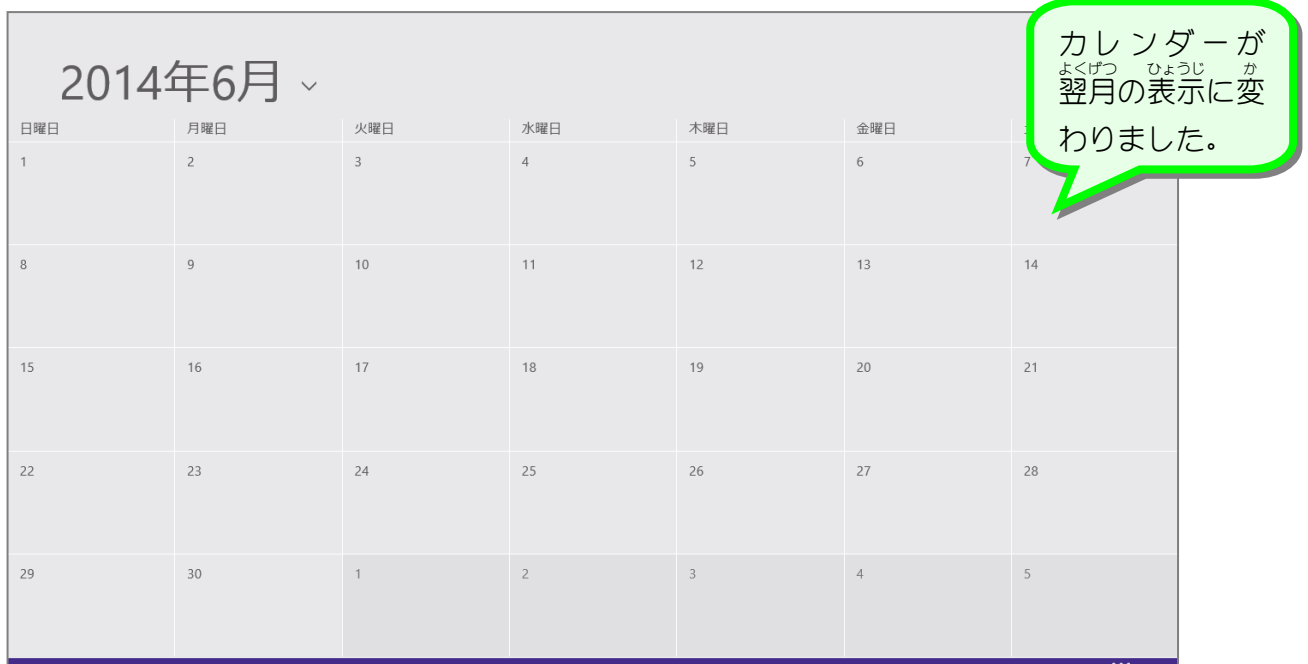 2014年6月
日曜日 月曜日 火曜日 水曜日 木曜日 金曜日
1 2 3 4 5 6 7
8 9 10 11 12 13 14
15 16 17 18 19 20 21
22 23 24 25 26 27 28
29 30 1 2 3 4 5
カレンダーが
よくげつ ひょうじ か
翌月の表示に変
わりました。